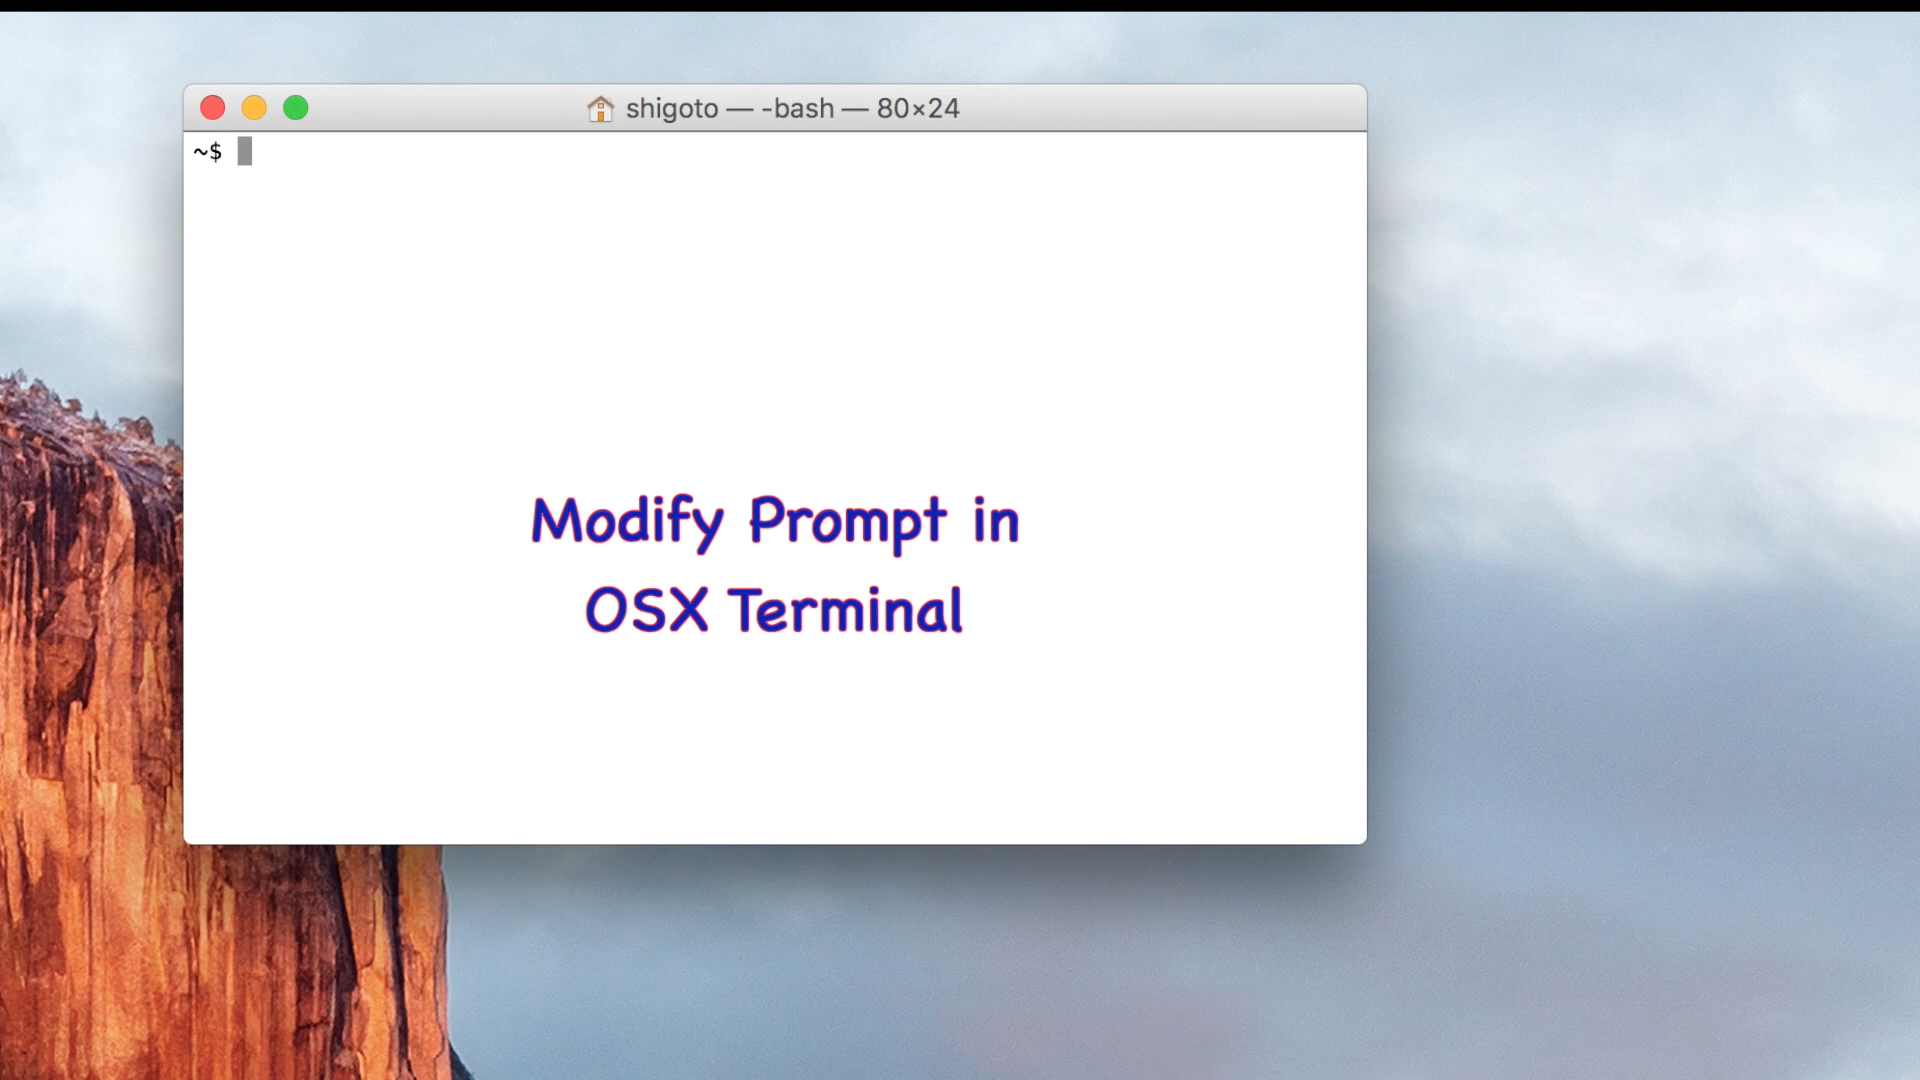 shigoto — -bash — 80×24
~$
Modify Prompt in
OSX Terminal